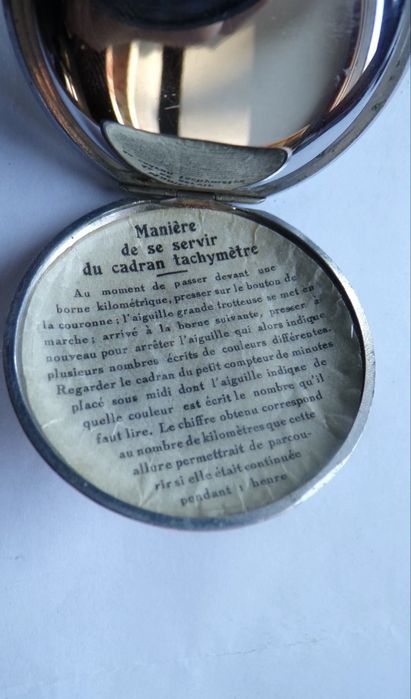 Manière
de se servir
du cadran tachymètre
Au moment de passer devant une
borne kilométrique, presser sur le bouton de
la couronne; l'aiguille grande trotteuse se met en
marche; arrivé à la borne suivante, presser à
nouveau pour arrêter l'aiguille qui alors indique
plusieurs nombres écrits de couleurs différentes.
Regarder le cadran du petit compteur de minutes
placé sous midi dont l'aiguille indique de
quelle couleur est écrit le nombre qu'il
faut lire. Le chiffre obtenu correspond
au nombre de kilomètres que cette
allure permettrait de parcou-
rir si elle était continuée
pendant 1 heure